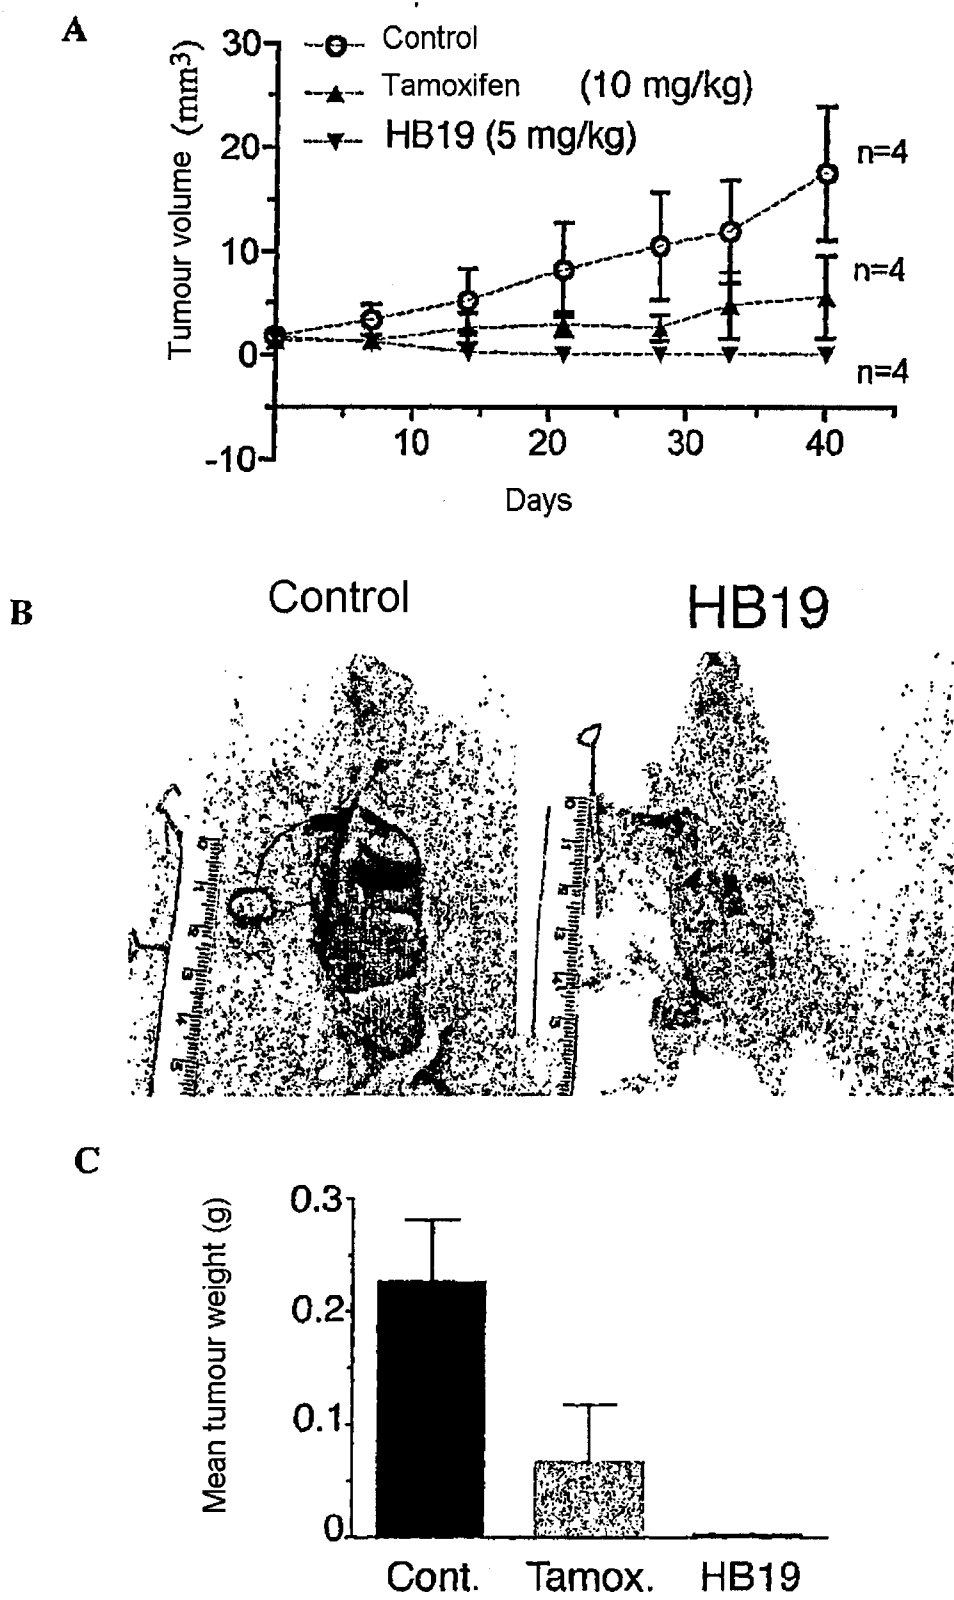 A
30
20
10
0
-10
Tumour volume (mm³)
Control
Tamoxifen (10 mg/kg)
HB19 (5 mg/kg)
n=4
n=4
n=4
10 20 30 40
Days
B
Control
HB19
C
Mean tumour weight (g)
0.3
0.2
0.1
0
Cont. Tamox. HB19